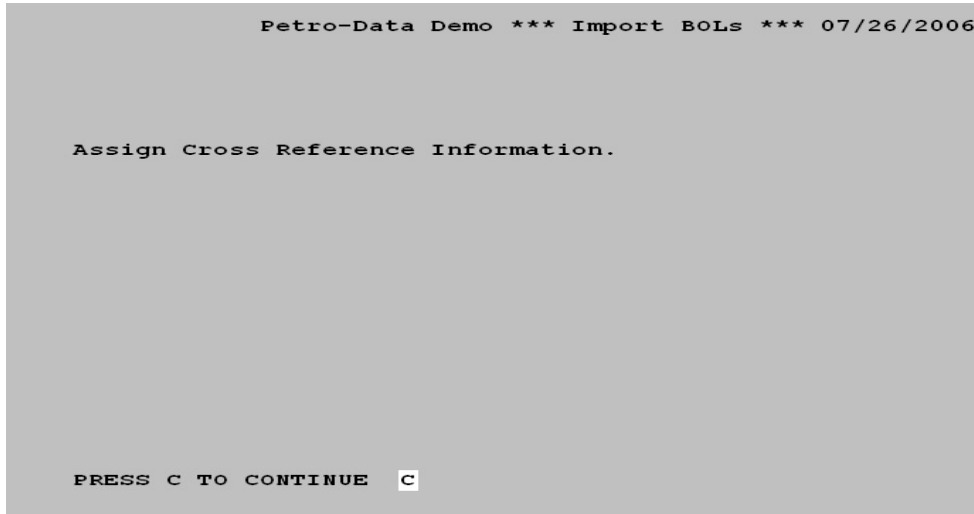 Petro-Data Demo *** Import BOLs *** 07/26/2006
Assign Cross Reference Information.
PRESS C TO CONTINUE C